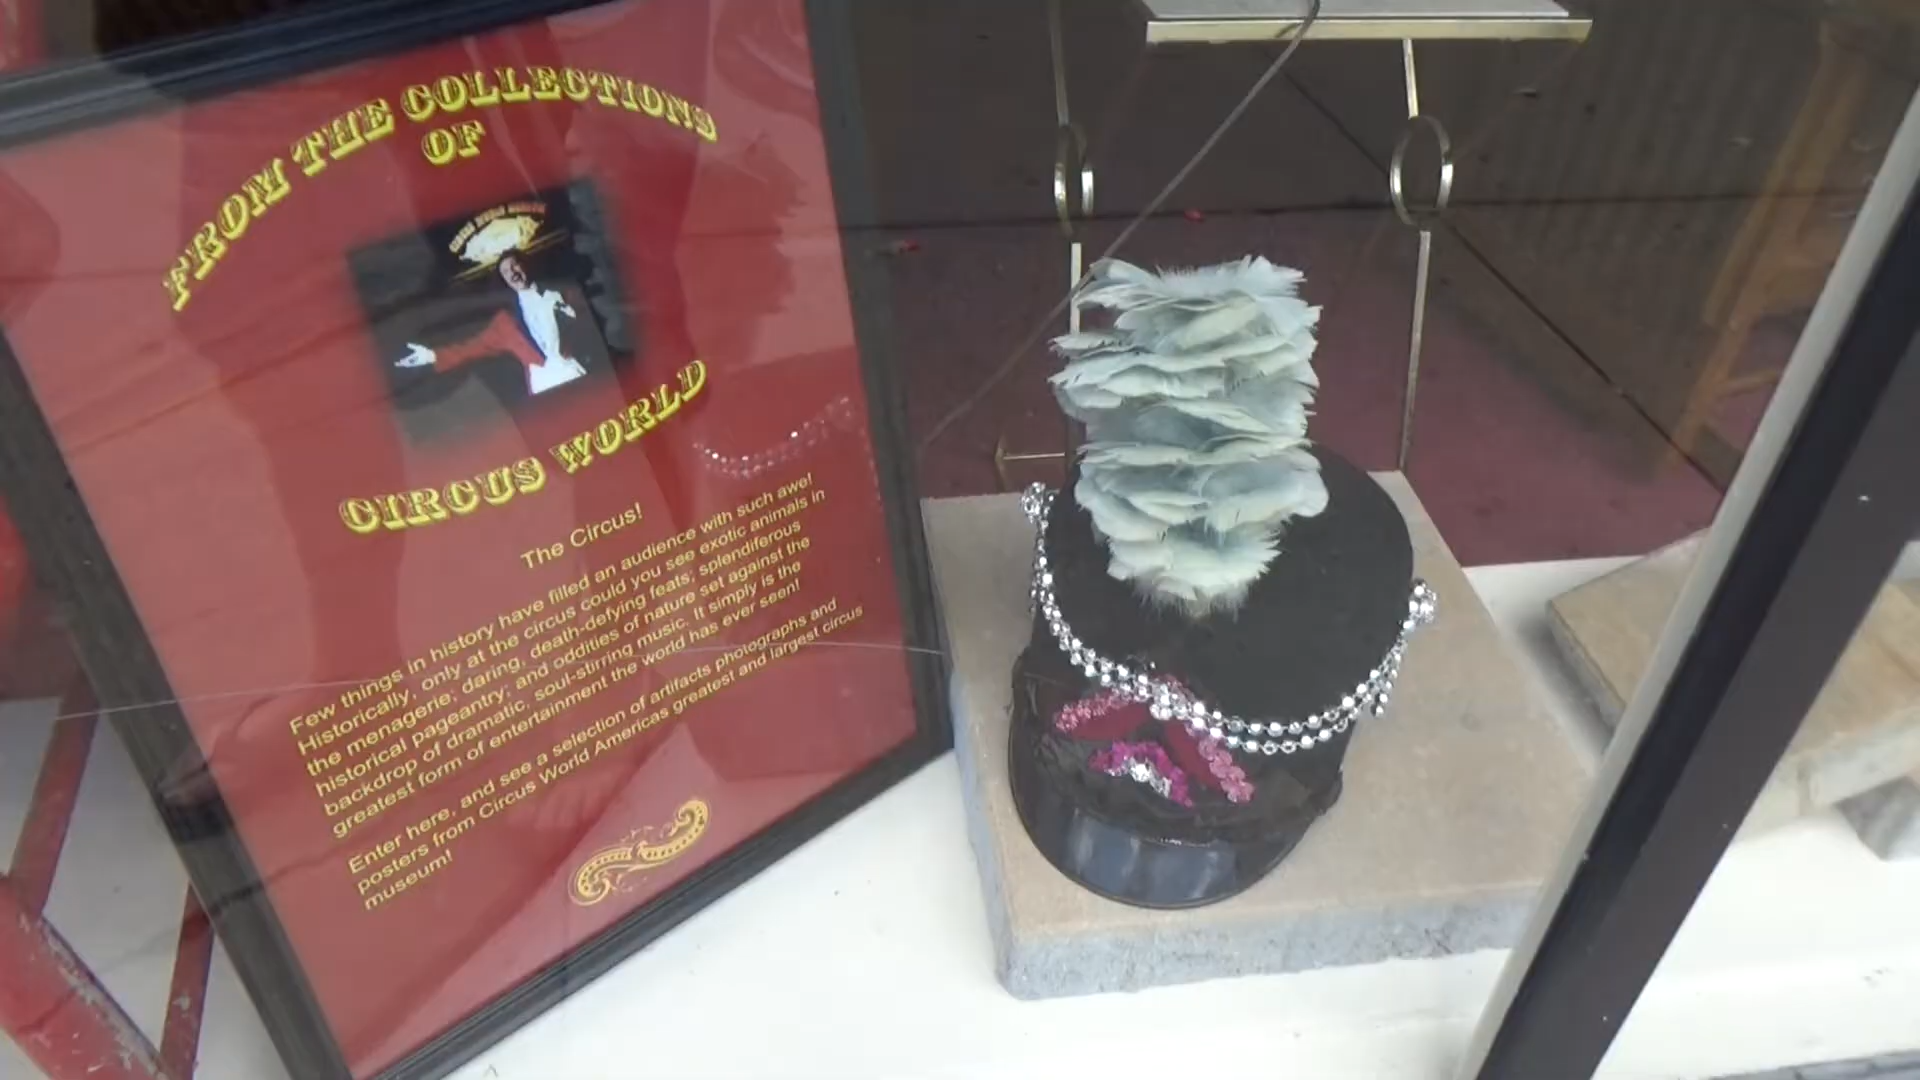 FROM THE COLLECTIONS
OF
CIRCUS WORLD
The Circus!
Few things in history have filled an audience with such awe!
Historically, only at the circus could you see exotic animals in
the menagerie; daring, death-defying feats; splendiferous
historical pageantry; and oddities of nature set against the
backdrop of dramatic, soul-stirring music. It simply is the
greatest form of entertainment the world has ever seen!
Enter here, and see a selection of artifacts photographs and
posters from Circus World Americas greatest and largest circus
museum!